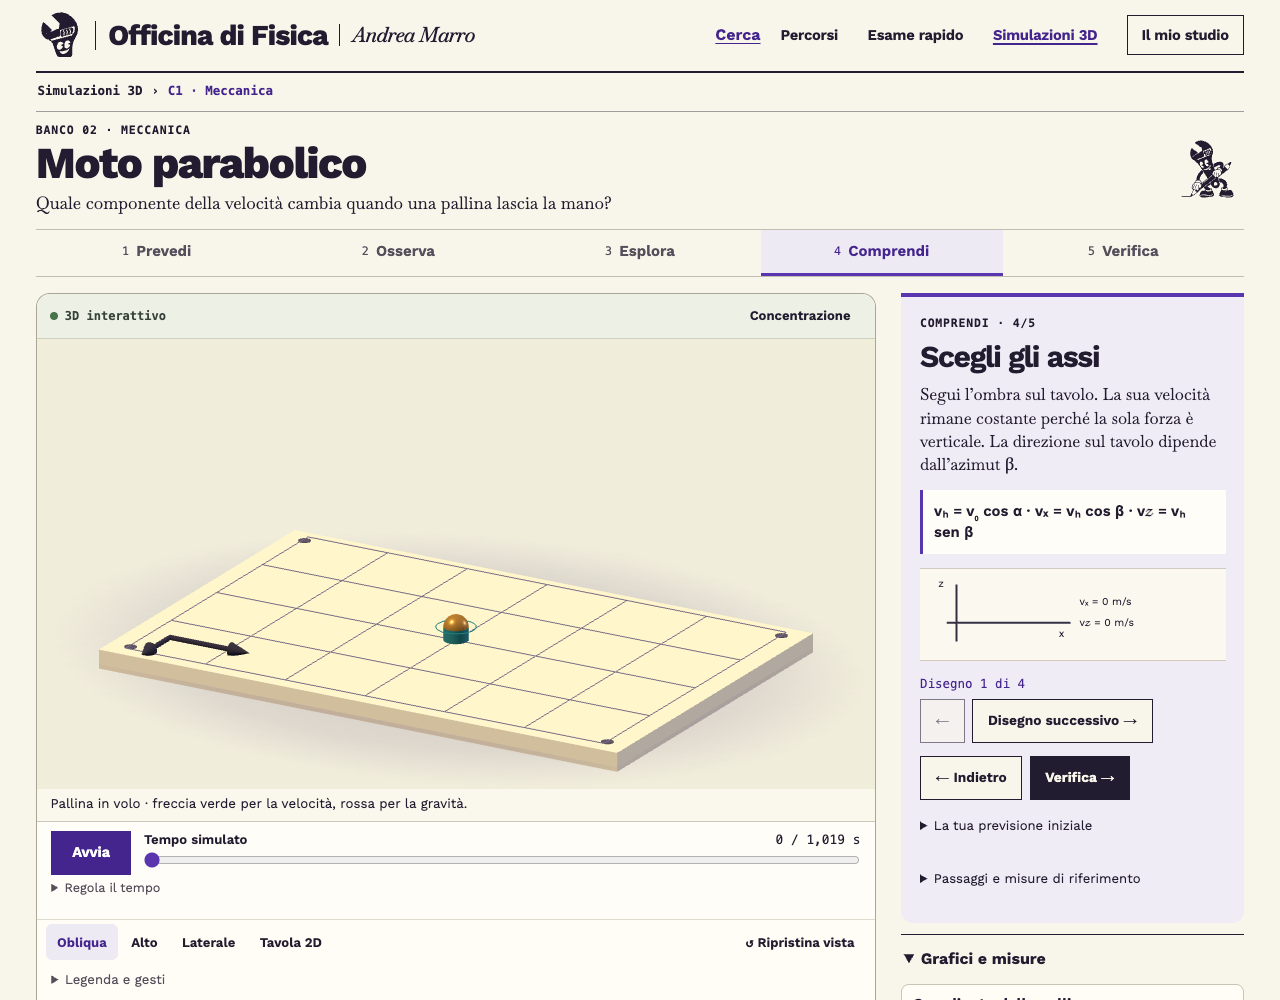 Officina di Fisica
Andrea Marro
Cerca
Percorsi
Esame rapido
Simulazioni 3D
Il mio studio
Simulazioni 3D › C1 · Meccanica
BANCO 02 · MECCANICA
Moto parabolico
Quale componente della velocità cambia quando una pallina lascia la mano?
1 Prevedi
2 Osserva
3 Esplora
4 Comprendi
5 Verifica
3D interattivo
Concentrazione
Pallina in volo · freccia verde per la velocità, rossa per la gravità.
Avvia
Tempo simulato
0 / 1,019 s
▶ Regola il tempo
Obliqua
Alto
Laterale
Tavola 2D
↺ Ripristina vista
▶ Legenda e gesti
COMPRENDI · 4/5
Scegli gli assi
Segui l’ombra sul tavolo. La sua velocità
rimane costante perché la sola forza è
verticale. La direzione sul tavolo dipende
dall’azimut β.
vₕ = v₀ cos α · vₓ = vₕ cos β · v𝑧 = vₕ
sen β
z
x
vₓ = 0 m/s
v𝑧 = 0 m/s
Disegno 1 di 4
←
Disegno successivo →
← Indietro
Verifica →
▶ La tua previsione iniziale
▶ Passaggi e misure di riferimento
▼ Grafici e misure